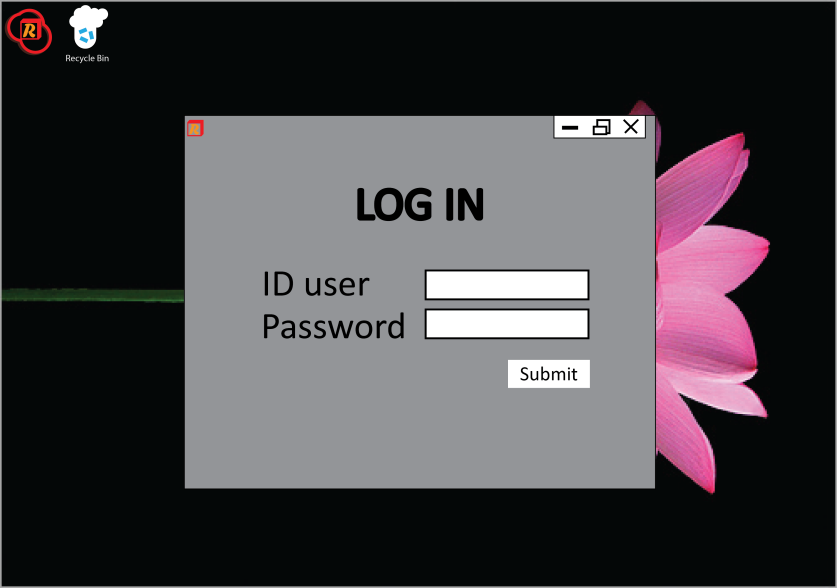 R
Recycle Bin
R
LOG IN
ID user
Password
Submit